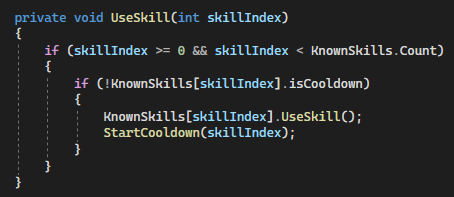 private void UseSkill(int skillIndex)
{
    if (skillIndex >= 0 && skillIndex < KnownSkills.Count)
    {
        if (!KnownSkills[skillIndex].isCooldown)
        {
            KnownSkills[skillIndex].UseSkill();
            StartCooldown(skillIndex);
        }
    }
}